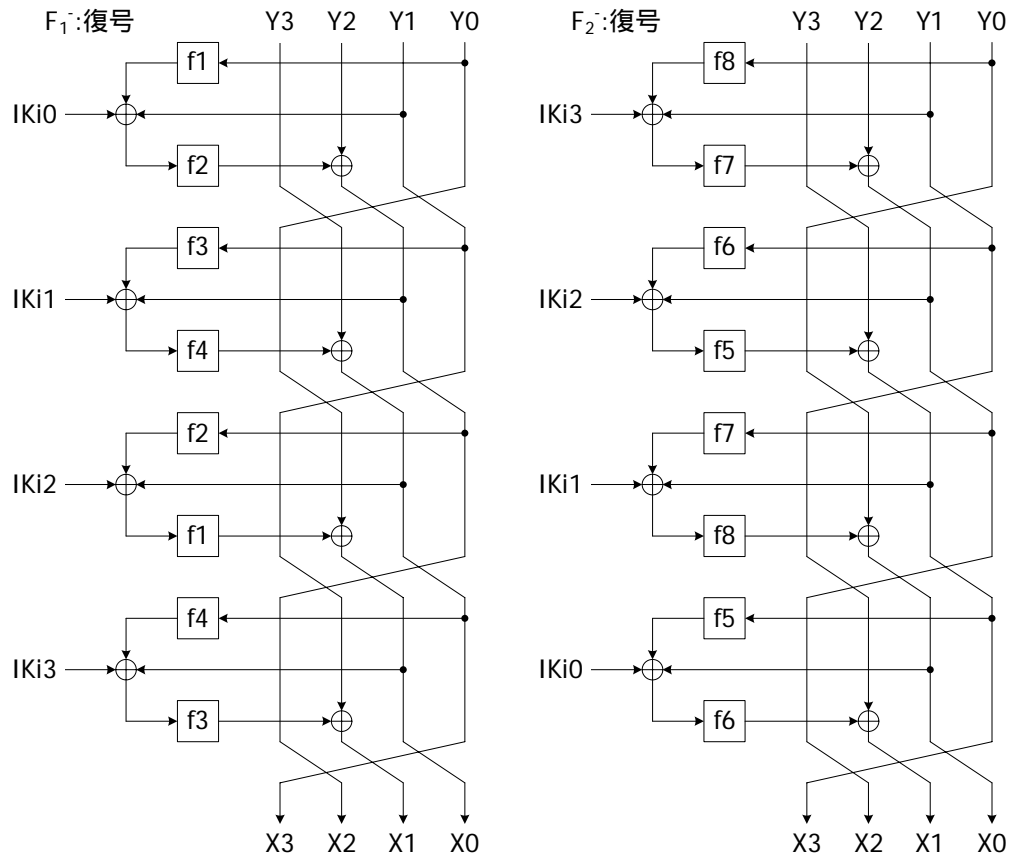 F₁⁻:復号 Y3 Y2 Y1 Y0
f1
IKi0
f2
f3
IKi1
f4
f2
IKi2
f1
f4
IKi3
f3
X3 X2 X1 X0
F₂⁻:復号 Y3 Y2 Y1 Y0
f8
IKi3
f7
f6
IKi2
f5
f7
IKi1
f8
f5
IKi0
f6
X3 X2 X1 X0